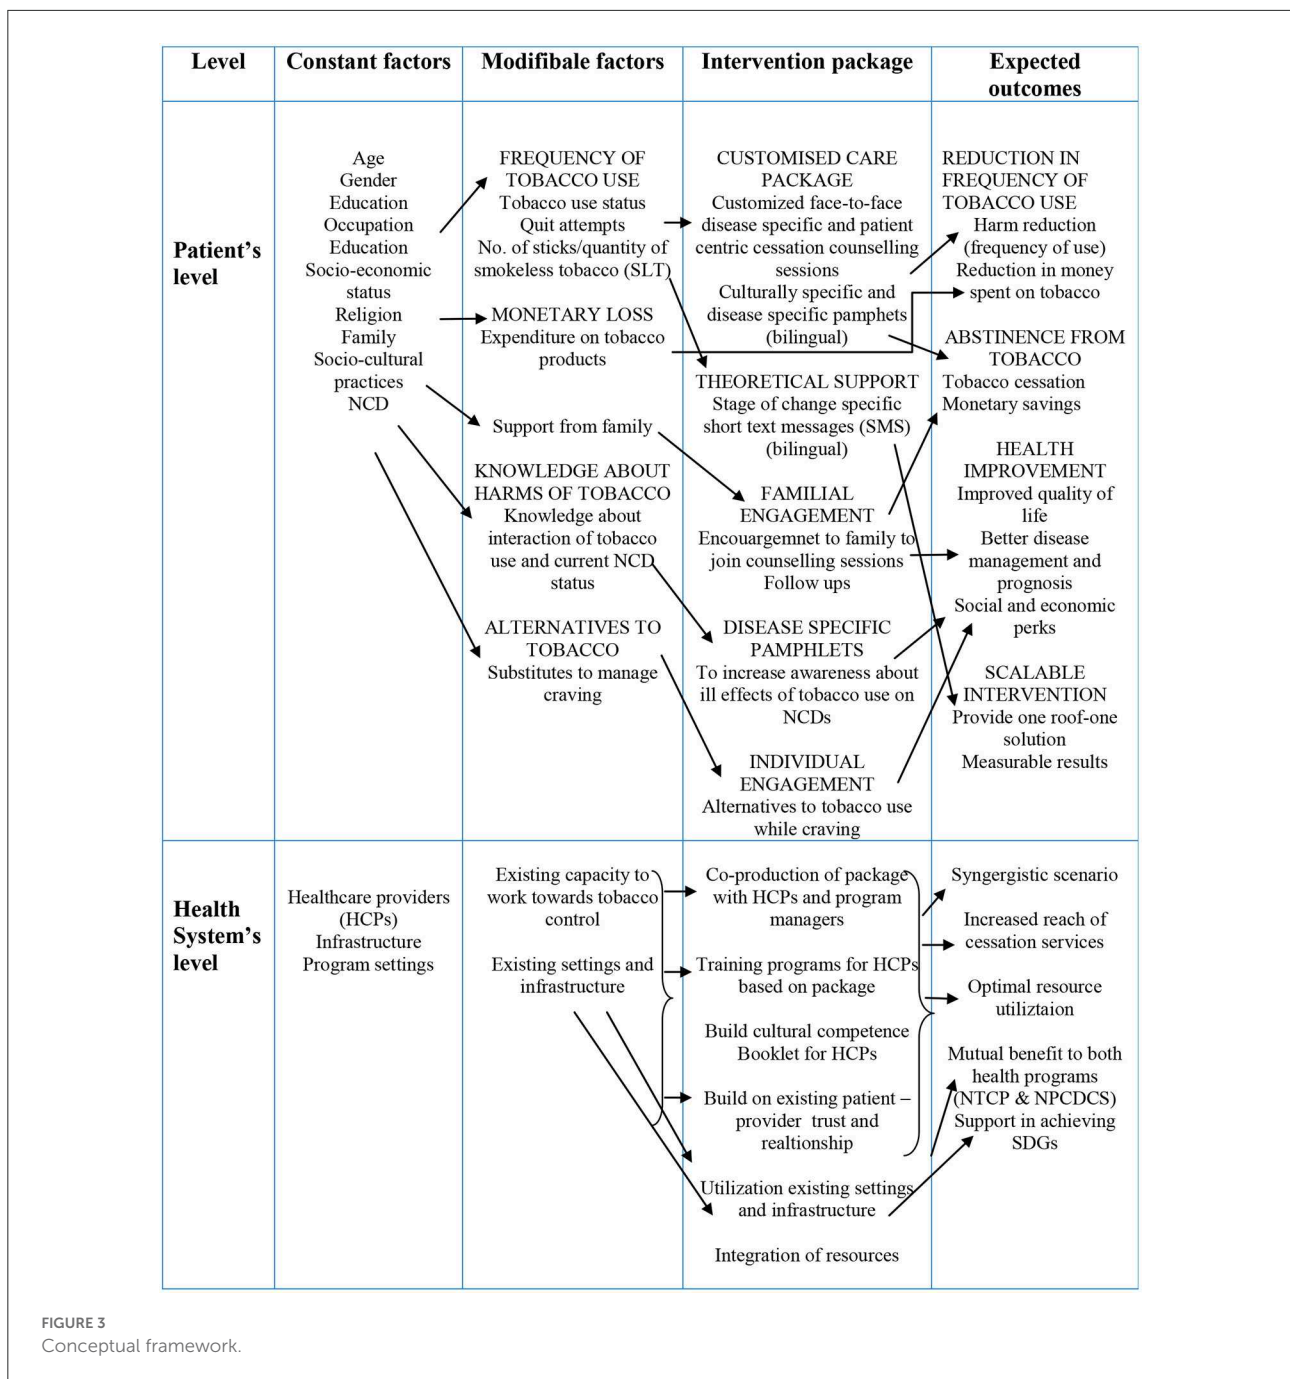 Level
Constant factors
Modifibale factors
Intervention package
Expected
outcomes
Patient's
level
Age
Gender
Education
Occupation
Education
Socio-economic
status
Religion
Family
Socio-cultural
practices
NCD
FREQUENCY OF
TOBACCO USE
Tobacco use status
Quit attempts
No. of sticks/quantity of
smokeless tobacco (SLT)
MONETARY LOSS
Expenditure on tobacco
products
Support from family
KNOWLEDGE ABOUT
HARMS OF TOBACCO
Knowledge about
interaction of tobacco
use and current NCD
status
ALTERNATIVES TO
TOBACCO
Substitutes to manage
craving
CUSTOMISED CARE
PACKAGE
Customized face-to-face
disease specific and patient
centric cessation counselling
sessions
Culturally specific and
disease specific pamphets
(bilingual)
THEORETICAL SUPPORT
Stage of change specific
short text messages (SMS)
(bilingual)
FAMILIAL
ENGAGEMENT
Encouargemnet to family to
join counselling sessions
Follow ups
DISEASE SPECIFIC
PAMPHLETS
To increase awareness about
ill effects of tobacco use on
NCDs
INDIVIDUAL
ENGAGEMENT
Alternatives to tobacco use
while craving
REDUCTION IN
FREQUENCY OF
TOBACCO USE
Harm reduction
(frequency of use)
Reduction in money
spent on tobacco
ABSTINENCE FROM
TOBACCO
Tobacco cessation
Monetary savings
HEALTH
IMPROVEMENT
Improved quality of
life
Better disease
management and
prognosis
Social and economic
perks
SCALABLE
INTERVENTION
Provide one roof-one
solution
Measurable results
Health
System's
level
Healthcare providers
(HCPs)
Infrastructure
Program settings
Existing capacity to
work towards tobacco
control
Existing settings and
infrastructure
Co-production of package
with HCPs and program
managers
Training programs for HCPs
based on package
Build cultural competence
Booklet for HCPs
Build on existing patient –
provider trust and
realtionship
Utilization existing settings
and infrastructure
Integration of resources
Syngergistic scenario
Increased reach of
cessation services
Optimal resource
utiliztaion
Mutual benefit to both
health programs
(NTCP & NPCDCS)
Support in achieving
SDGs
FIGURE 3
Conceptual framework.